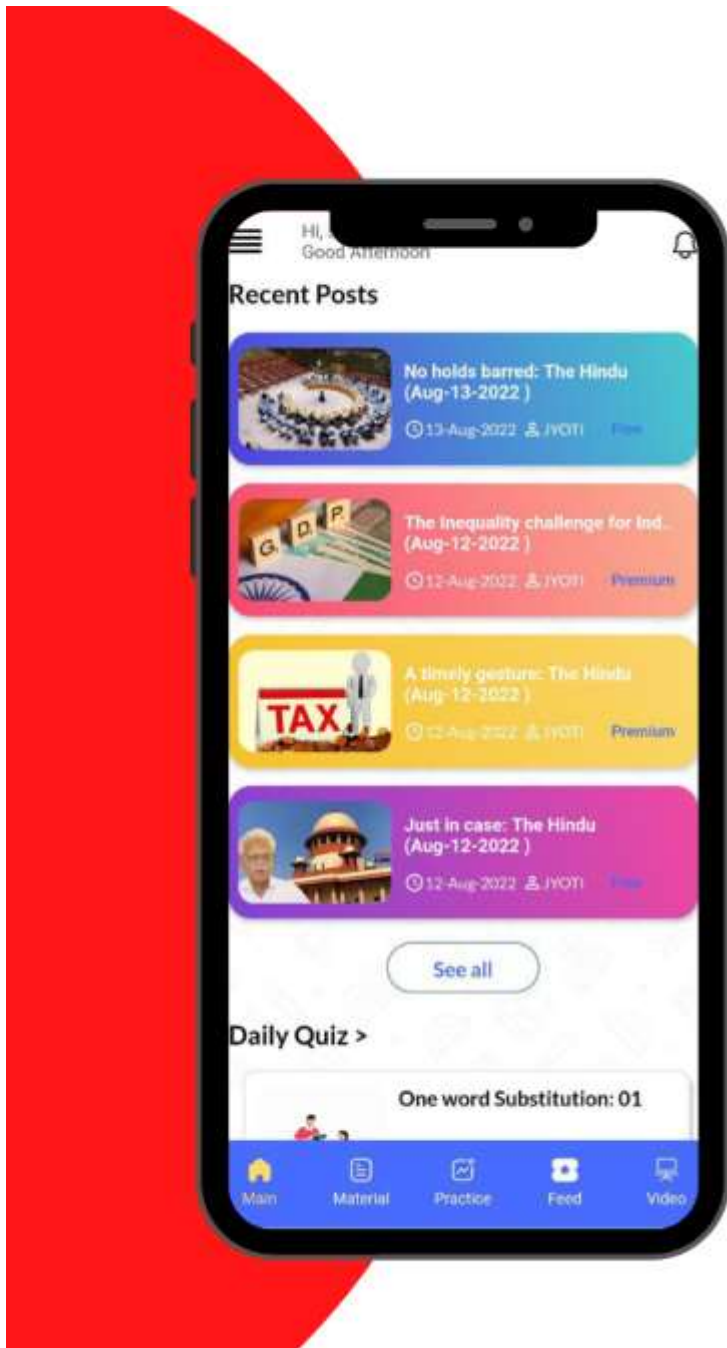 Hi,
Good Afternoon
Recent Posts
No holds barred: The Hindu
(Aug-13-2022 )
13-Aug-2022 JYOTI Free
G. D. P.
The Inequality challenge for Ind..
(Aug-12-2022 )
12-Aug-2022 JYOTI Premium
TAX
A timely gesture: The Hindu
(Aug-12-2022 )
12-Aug-2022 JYOTI Premium
Just in case: The Hindu
(Aug-12-2022 )
12-Aug-2022 JYOTI Free
See all
Daily Quiz >
One word Substitution: 01
Main Material Practice Feed Video